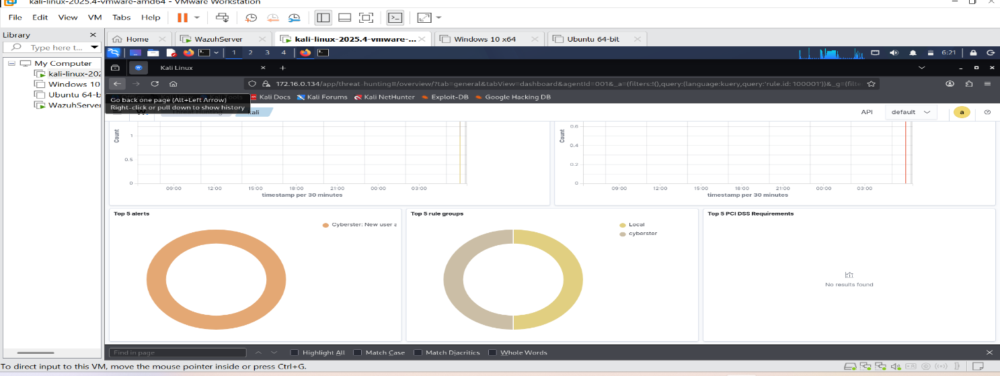 kali-linux-2025.4-vmware-amd64 - VMware Workstation
File Edit View VM Tabs Help
Library
Type here t...
My Computer
kali-linux-202
Windows 10
Ubuntu 64-b
WazuhServer
Home WazuhServer kali-linux-2025.4-vmware-... Windows 10 x64 Ubuntu 64-bit
1 2 3 4 6:21
Kali Linux
172.16.0.134/app/threat-hunting#/overview/?tab=general&tabView=dashboard&agentId=001&_a=(filters:!(),query:(language:kuery,query:'rule.id: 100001'))&_g=(filte
Go back one page (Alt+Left Arrow)
Right-click or pull down to show history
Tools Kali Docs Kali Forums Kali NetHunter Exploit-DB Google Hacking DB
Threat Hunting kali API default a
Count
1
0.5
0
09:00 12:00 15:00 18:00 21:00 00:00 03:00
timestamp per 30 minutes
Count
0.6
0.4
0.2
0
09:00 12:00 15:00 18:00 21:00 00:00 03:00
timestamp per 30 minutes
Top 5 alerts
Cyberster: New user a
Top 5 rule groups
Local
cyberster
Top 5 PCI DSS Requirements
No results found
Find in page Highlight All Match Case Match Diacritics Whole Words
To direct input to this VM, move the mouse pointer inside or press Ctrl+G.